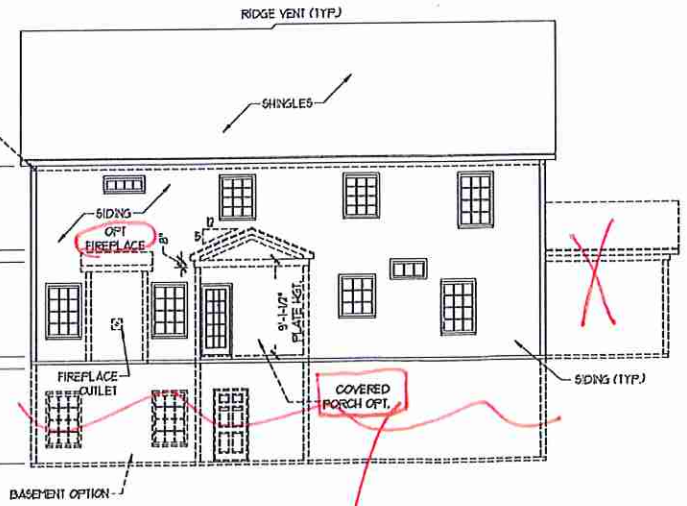 RIDGE VENT (TYP.)
SHINGLES
SIDING
OPT
FIREPLACE
8"
12
5
9'-1-1/2"
PLATE HGT.
FIREPLACE
OUTLET
COVERED
PORCH OPT.
SIDING (TYP.)
BASEMENT OPTION